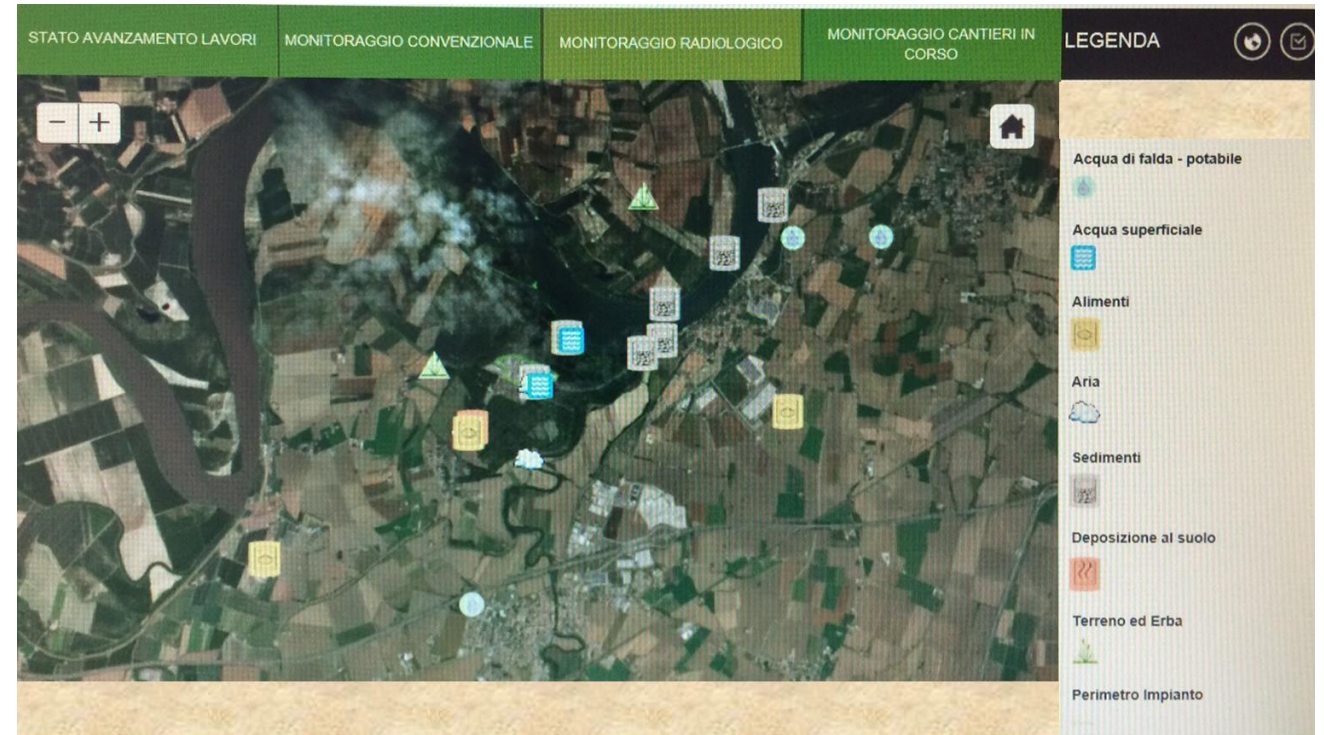 STATO AVANZAMENTO LAVORI
MONITORAGGIO CONVENZIONALE
MONITORAGGIO RADIOLOGICO
MONITORAGGIO CANTIERI IN
CORSO
LEGENDA
Acqua di falda - potabile
Acqua superficiale
Alimenti
Aria
Sedimenti
Deposizione al suolo
Terreno ed Erba
Perimetro Impianto